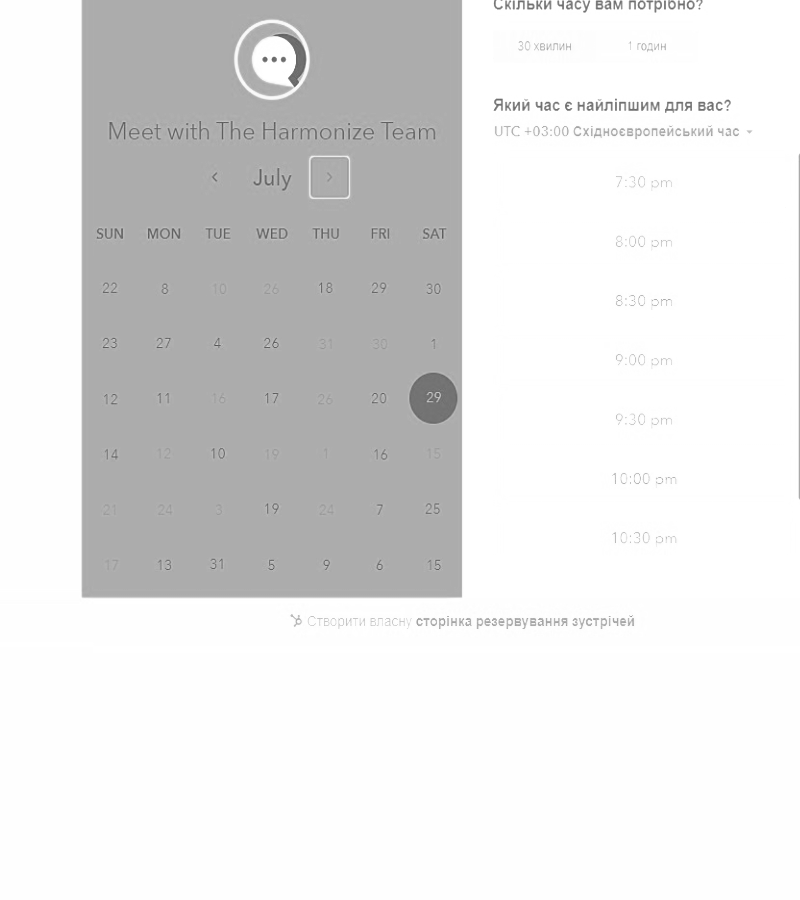 Meet with The Harmonize Team
July
SUN MON TUE WED THU FRI SAT
22 8 10 26 18 29 30
23 27 4 26 31 30 1
12 11 16 17 26 20 29
14 12 10 19 1 16 15
21 24 3 19 24 7 25
17 13 31 5 9 6 15
Скільки часу вам потрібно?
30 хвилин 1 годин
Який час є найліпшим для вас?
UTC +03:00 Східноєвропейський час
7:30 pm
8:00 pm
8:30 pm
9:00 pm
9:30 pm
10:00 pm
10:30 pm
Створити власну сторінка резервування зустрічей